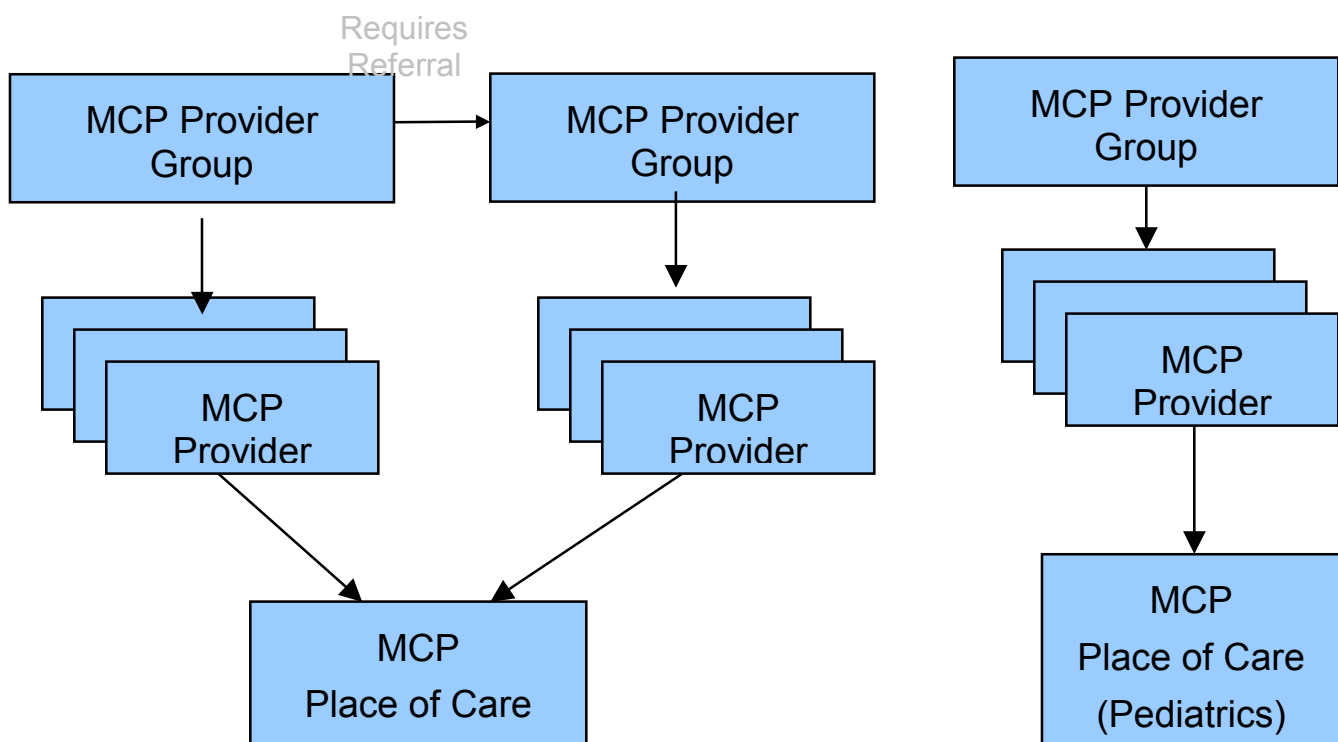 Requires
Referral
MCP Provider
Group
MCP Provider
Group
MCP Provider
Group
MCP
Provider
MCP
Provider
MCP
Provider
MCP
Place of Care
MCP
Place of Care
(Pediatrics)